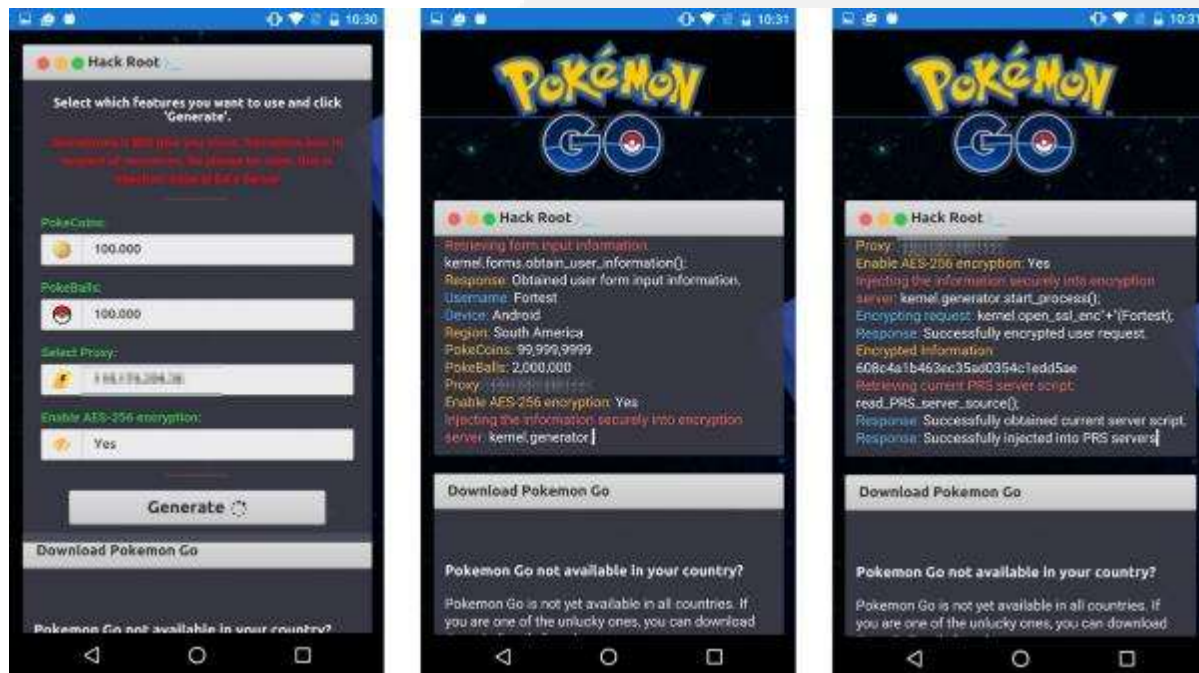 10:30
Hack Root >_
Select which features you want to use and click
'Generate'.
PokeCoins:
100.000
PokeBalls:
100.000
Select Proxy:
Enable AES-256 encryption:
Yes
Generate
Download Pokemon Go
Pokemon Go not available in your country?
10:31
POKÉMON
GO
Hack Root >_
Retrieving form input information.
kernel.forms.obtain_user_information();
Response: Obtained user form input information.
Username: Fortest
Device: Android
Region: South America
PokeCoins: 99,999,9999
PokeBalls: 2,000,000
Proxy:
Enable AES-256 encryption: Yes
Injecting the information securely into encryption
server: kernel.generator
Download Pokemon Go
Pokemon Go not available in your country?
Pokemon Go is not yet available in all countries. If
you are one of the unlucky ones, you can download
10:31
POKÉMON
GO
Hack Root
Proxy:
Enable AES-256 encryption: Yes
Injecting the information securely into encryption
server: kernel.generator.start_process();
Encrypting request: kernel.open_ssl_enc'+'(Fortest);
Response: Successfully encrypted user request.
Encrypted Information
608c4a1b463ec35ad0354c1edd5ae
Retrieving current PRS server script:
read_PRS_server_source();
Response: Successfully obtained current server script.
Response: Successfully injected into PRS servers
Download Pokemon Go
Pokemon Go not available in your country?
Pokemon Go is not yet available in all countries. If
you are one of the unlucky ones, you can download